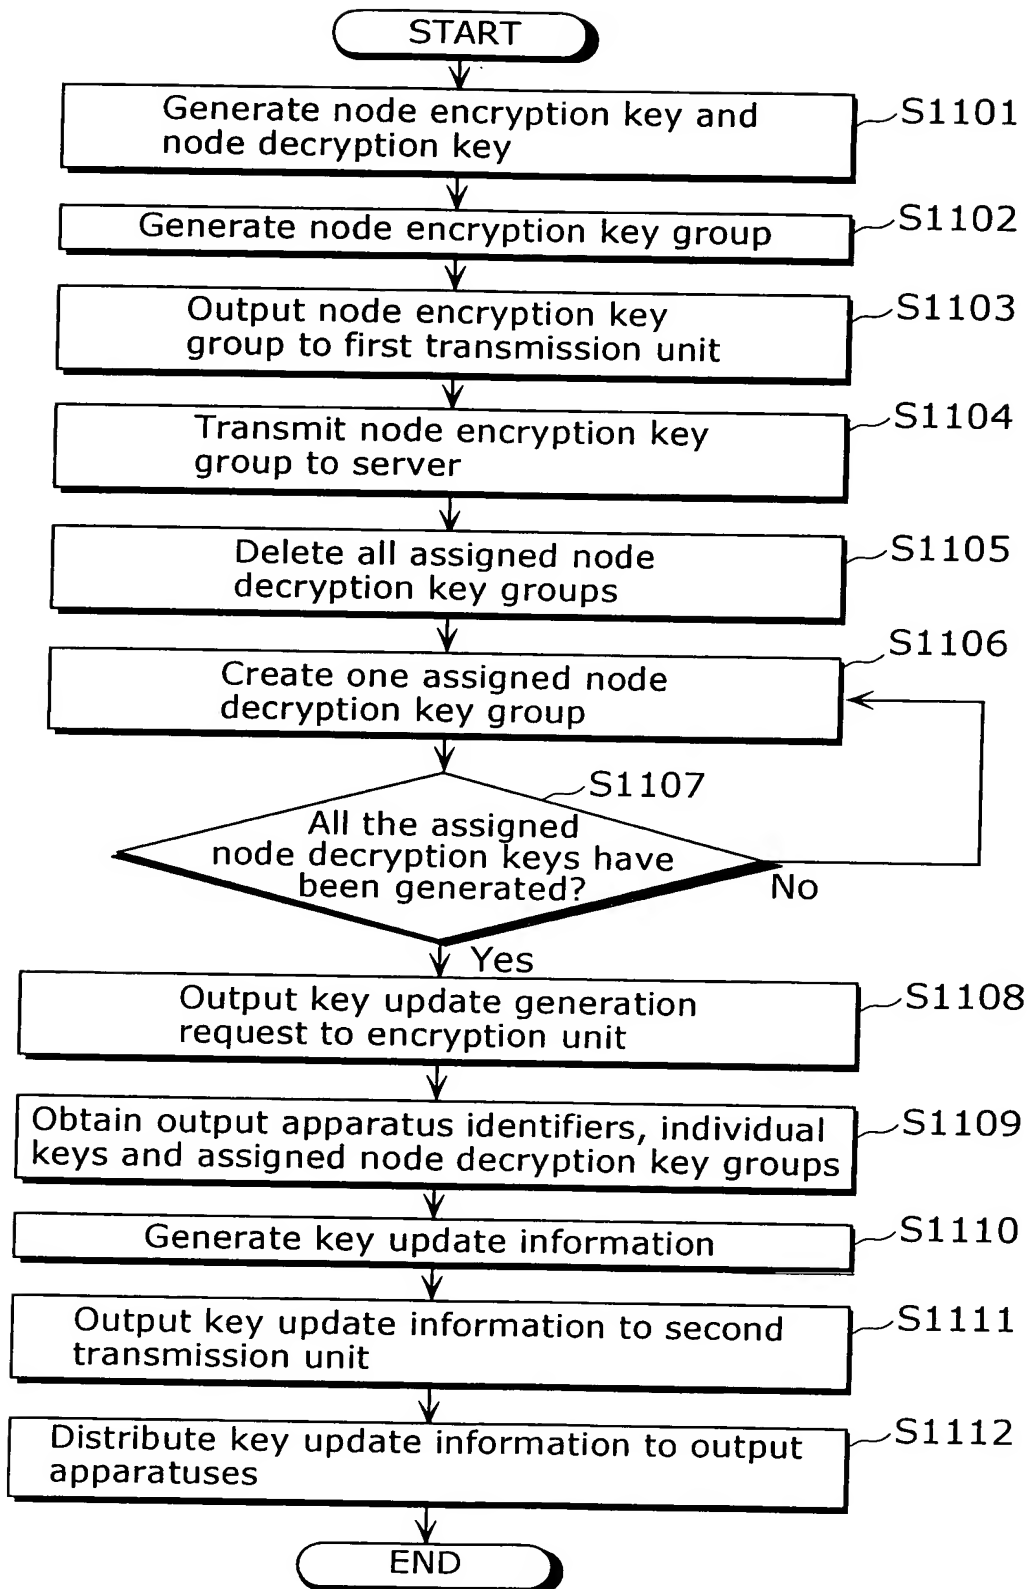 START
Generate node encryption key and
node decryption key
S1101
Generate node encryption key group
S1102
Output node encryption key
group to first transmission unit
S1103
Transmit node encryption key
group to server
S1104
Delete all assigned node
decryption key groups
S1105
Create one assigned node
decryption key group
S1106
S1107
All the assigned
node decryption keys have
been generated?
No
Yes
Output key update generation
request to encryption unit
S1108
Obtain output apparatus identifiers, individual
keys and assigned node decryption key groups
S1109
Generate key update information
S1110
Output key update information to second
transmission unit
S1111
Distribute key update information to output
apparatuses
S1112
END